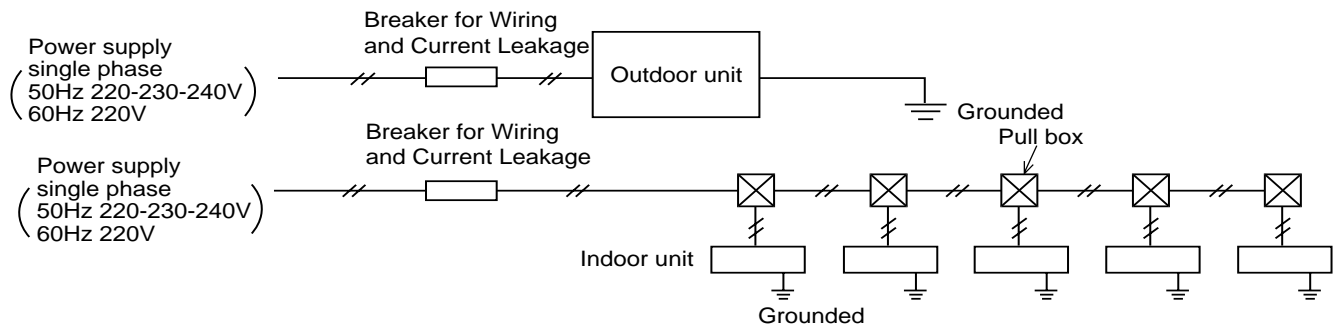 Breaker for Wiring
and Current Leakage
Power supply
single phase
50Hz 220-230-240V
60Hz 220V
Outdoor unit
Grounded
Pull box
Breaker for Wiring
and Current Leakage
Power supply
single phase
50Hz 220-230-240V
60Hz 220V
Indoor unit
Grounded